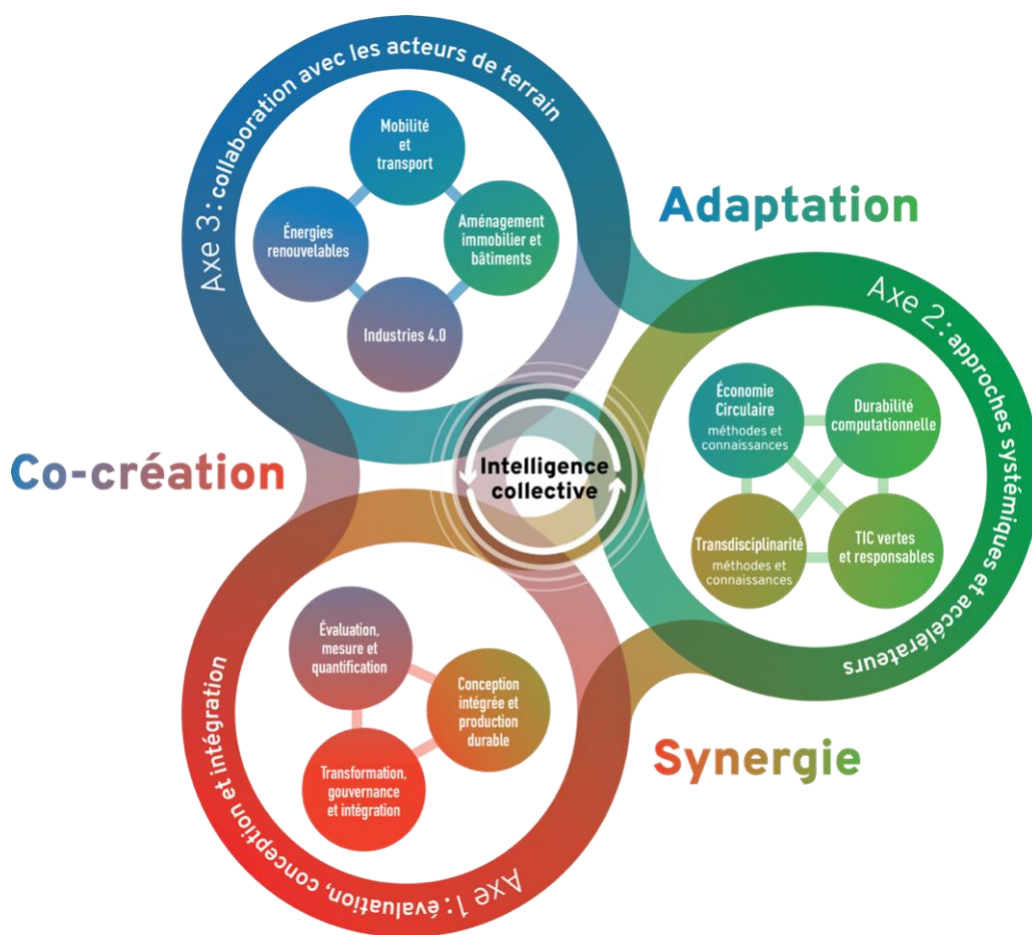 Axe 3 : collaboration avec les acteurs de terrain
Mobilité
et
transport
Énergies
renouvelables
Aménagement
immobilier et
bâtiments
Industries 4.0
Adaptation
Axe 2 : approches systémiques et accélérateurs
Économie
Circulaire
méthodes et
connaissances
Durabilité
computationnelle
Transdisciplinarité
méthodes et
connaissances
TIC vertes
et responsables
Co-création
Intelligence
collective
Axe 1 : évaluation, conception et intégration
Évaluation,
mesure et
quantification
Conception
intégrée et
production
durable
Transformation,
gouvernance
et intégration
Synergie